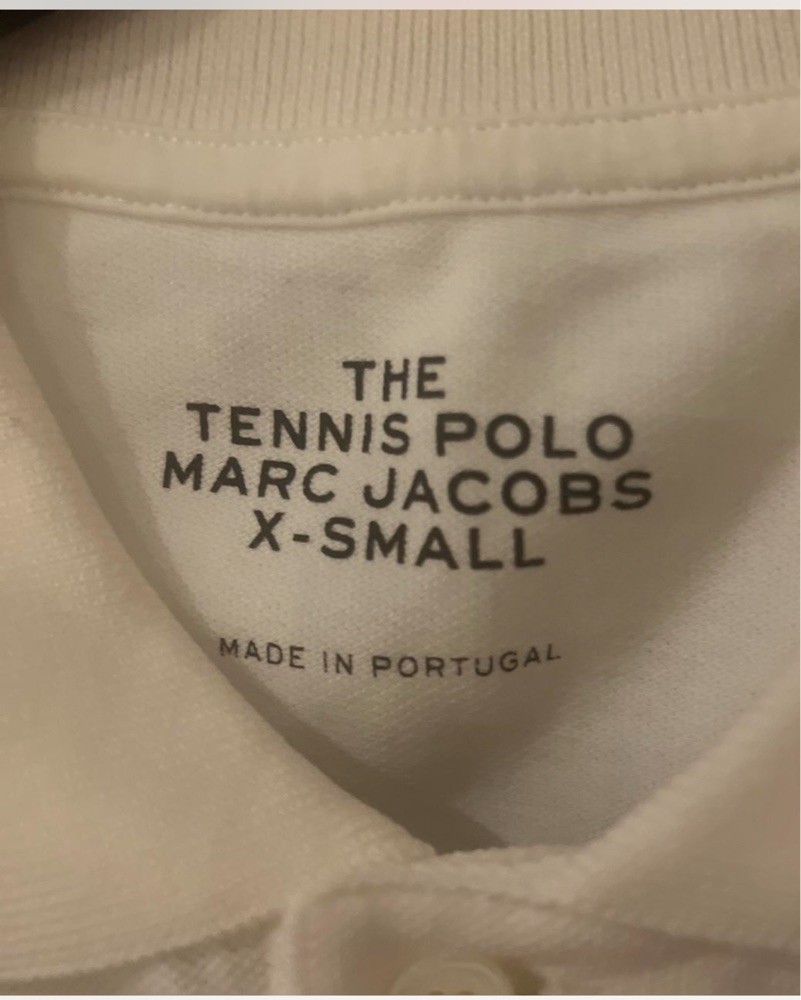 THE
TENNIS POLO
MARC JACOBS
X-SMALL
MADE IN PORTUGAL